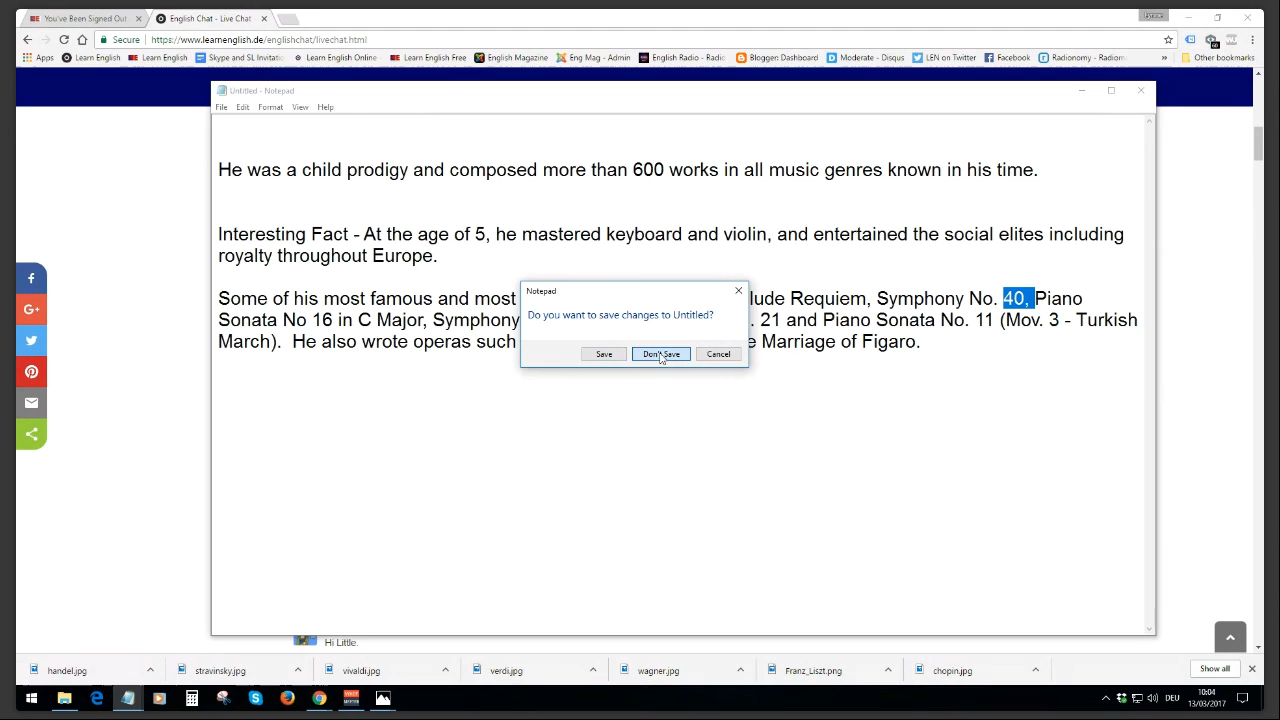 You've Been Signed Out
English Chat - Live Chat
Secure
https://www.learnenglish.de/englishchat/livechat.html
60
Apps
Learn English
Learn English
Skype and SL Invitatio
Learn English Online
Learn English Free
English Magazine
Eng Mag - Admin
English Radio - Radio
Blogger: Dashboard
Moderate - Disqus
LEN on Twitter
Facebook
Radionomy - Radiom
»
Other bookmarks
Untitled - Notepad
File Edit Format View Help
He was a child prodigy and composed more than 600 works in all music genres known in his time.
Interesting Fact - At the age of 5, he mastered keyboard and violin, and entertained the social elites including
royalty throughout Europe.
Some of his most famous and most lude Requiem, Symphony No. 40, Piano
Sonata No 16 in C Major, Symphony . 21 and Piano Sonata No. 11 (Mov. 3 - Turkish
March). He also wrote operas such e Marriage of Figaro.
Notepad
Do you want to save changes to Untitled?
Save
Don't Save
Cancel
Hi Little.
handel.jpg
stravinsky.jpg
vivaldi.jpg
verdi.jpg
wagner.jpg
Franz_Liszt.png
chopin.jpg
Show all
DEU
10:04
13/03/2017